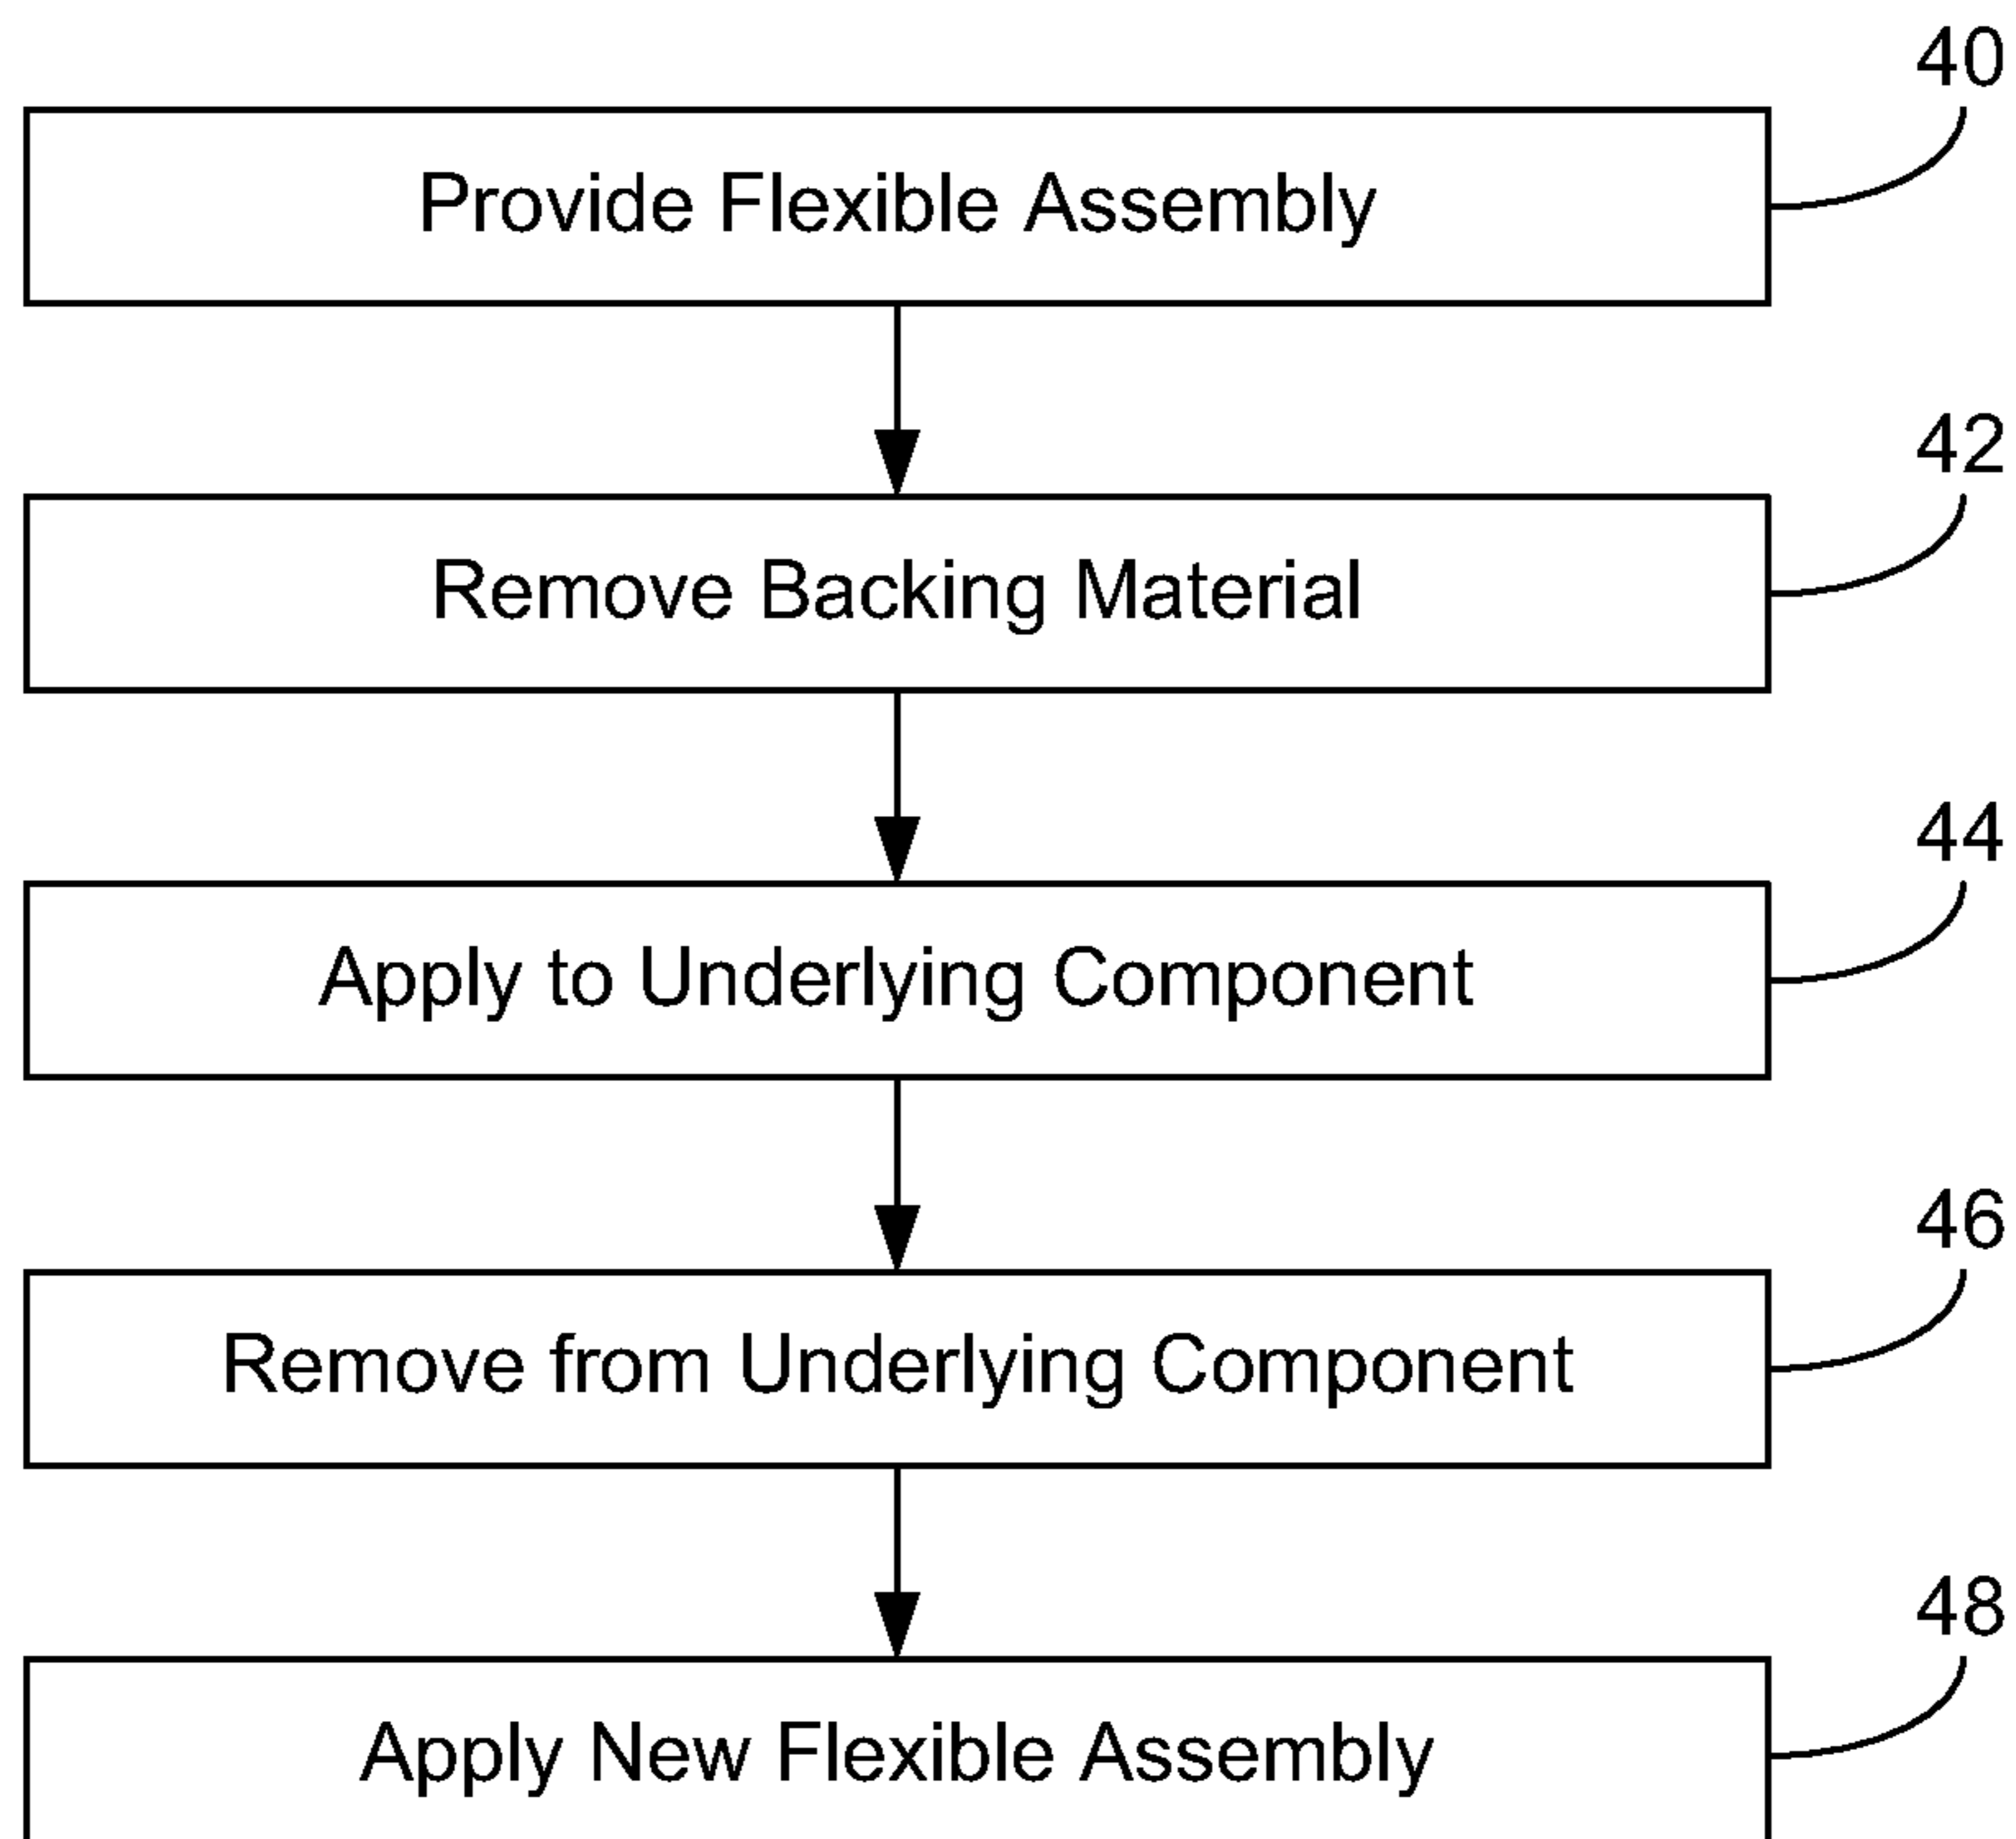 40
Provide Flexible Assembly
42
Remove Backing Material
44
Apply to Underlying Component
46
Remove from Underlying Component
48
Apply New Flexible Assembly